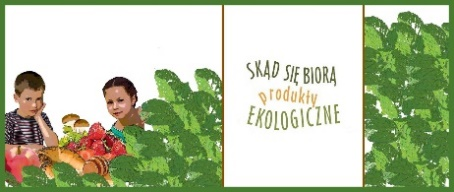 SKĄD SIĘ BIORĄ
produkty
EKOLOGICZNE